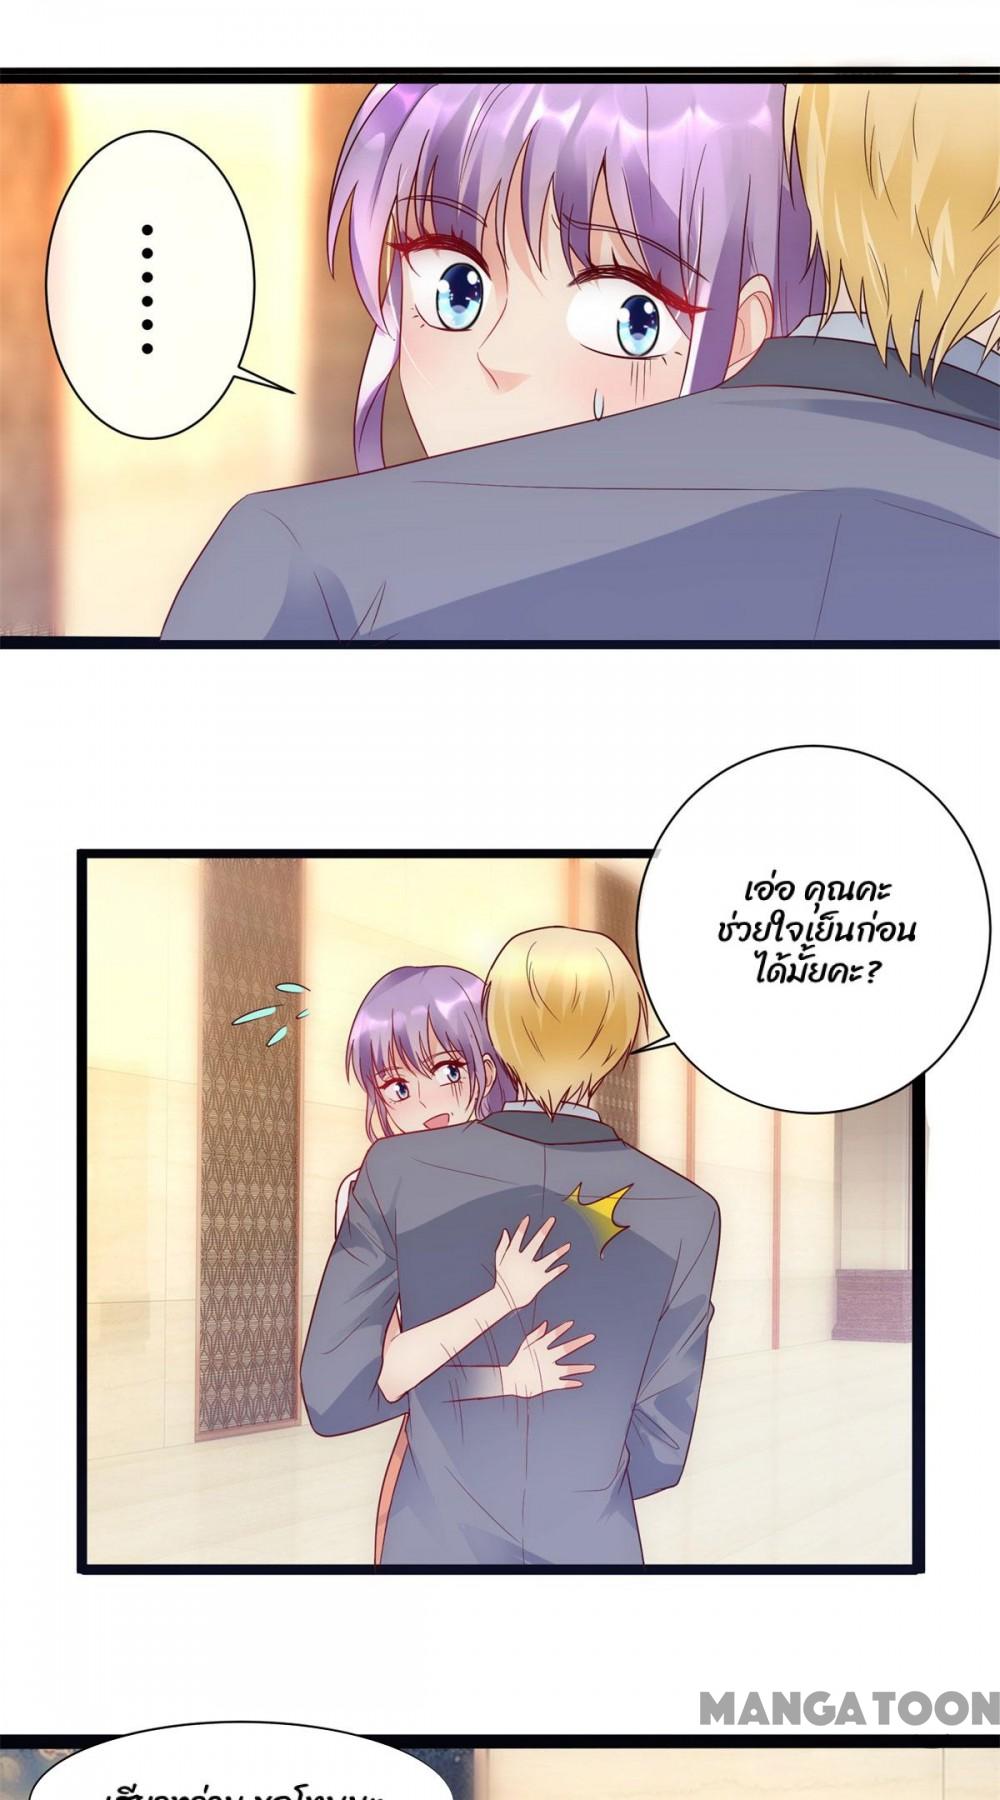 ......
เอ่อ คุณคะ
ช่วยใจเย็นก่อน
ได้มั้ยคะ?
MANGATOON